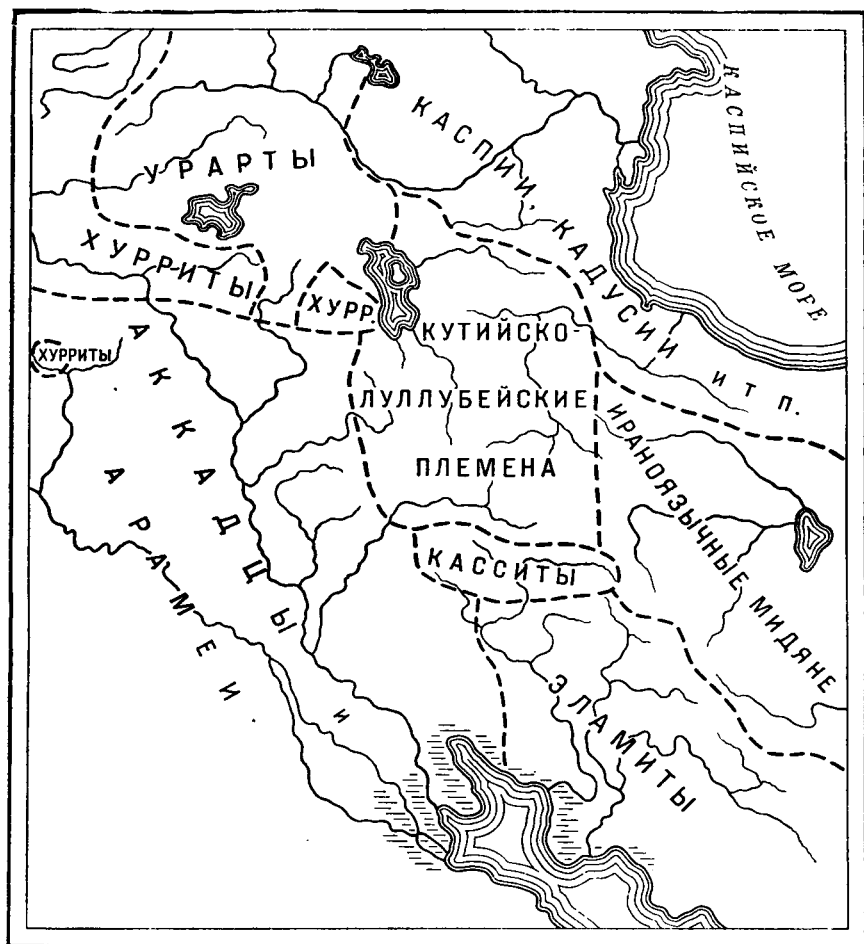 КАСПИЙСКОЕ МОРЕ
КАСПИИ, КАДУСИИ И Т П.
УРАРТЫ
ХУРРИТЫ
ХУРР.
ХУРРИТЫ
КУТИЙСКО-
ЛУЛЛУБЕЙСКИЕ
ПЛЕМЕНА
АККАДЦЫ И
АРАМЕИ
ИРАНОЯЗЫЧНЫЕ МИДЯНЕ
КАССИТЫ
ЭЛАМИТЫ